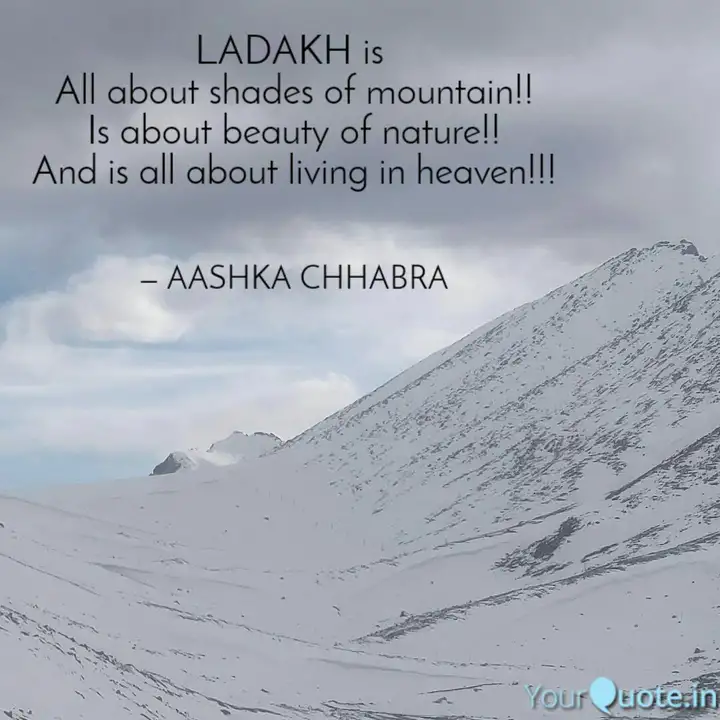 LADAKH is
All about shades of mountain!!
Is about beauty of nature!!
And is all about living in heaven!!!
– AASHKA CHHABRA
YourQuote.in